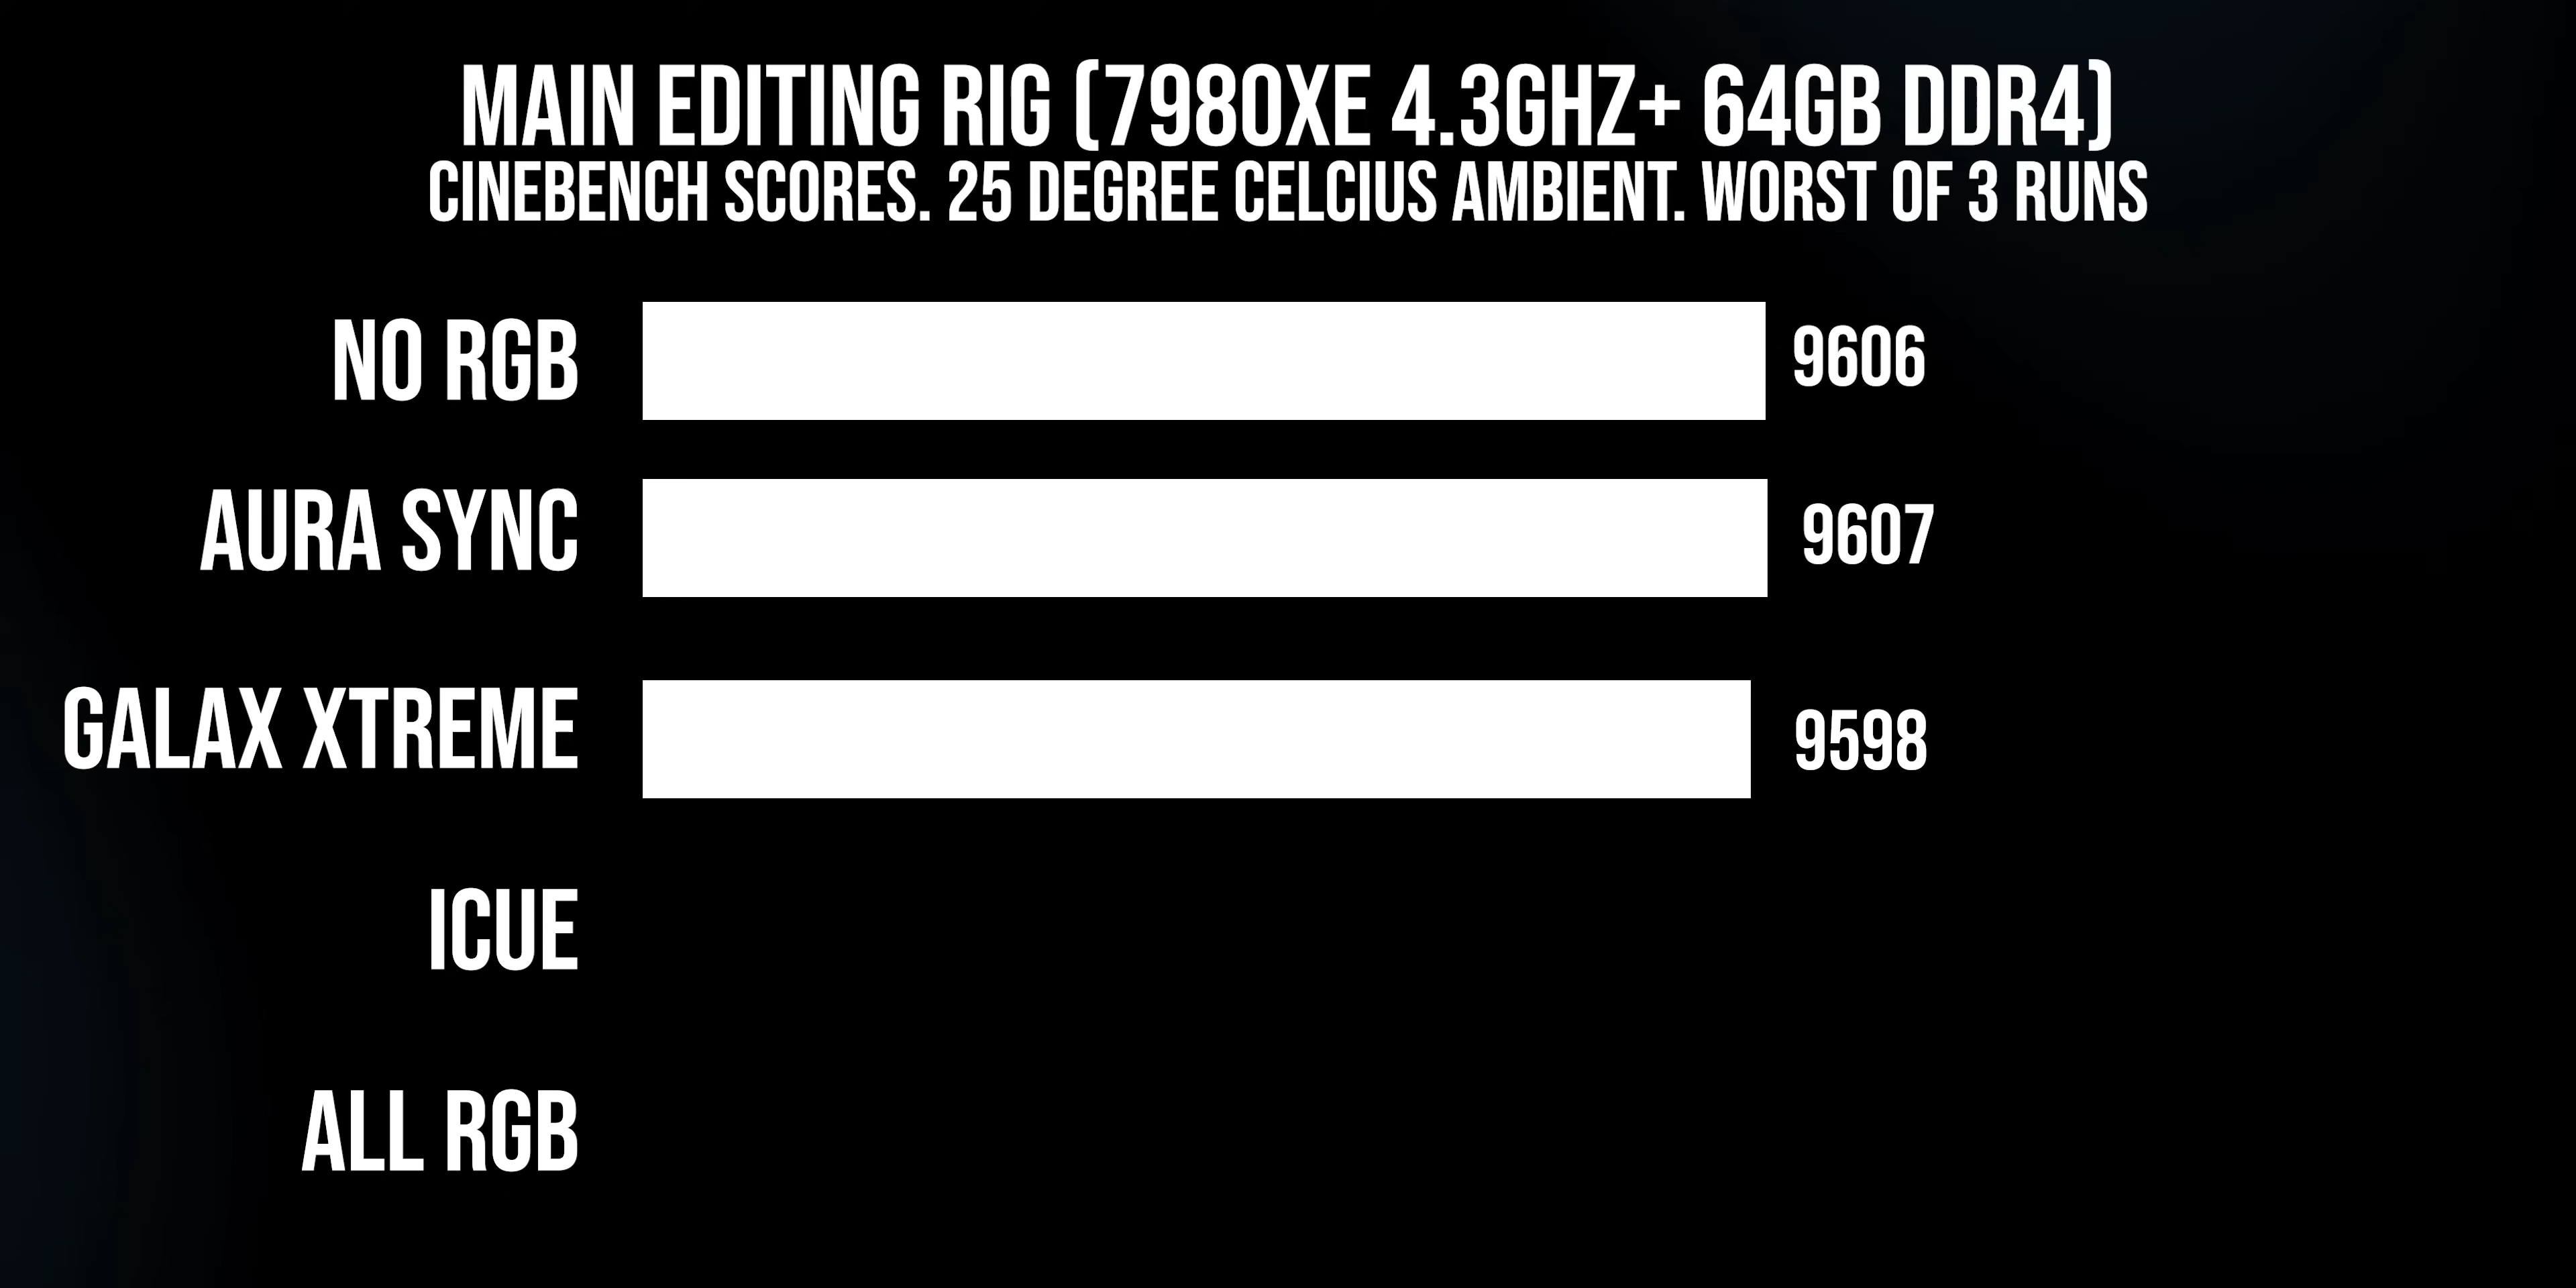 MAIN EDITING RIG (7980XE 4.3GHZ+ 64GB DDR4)
CINEBENCH SCORES. 25 DEGREE CELCIUS AMBIENT. WORST OF 3 RUNS
NO RGB 9606
AURA SYNC 9607
GALAX XTREME 9598
ICUE
ALL RGB